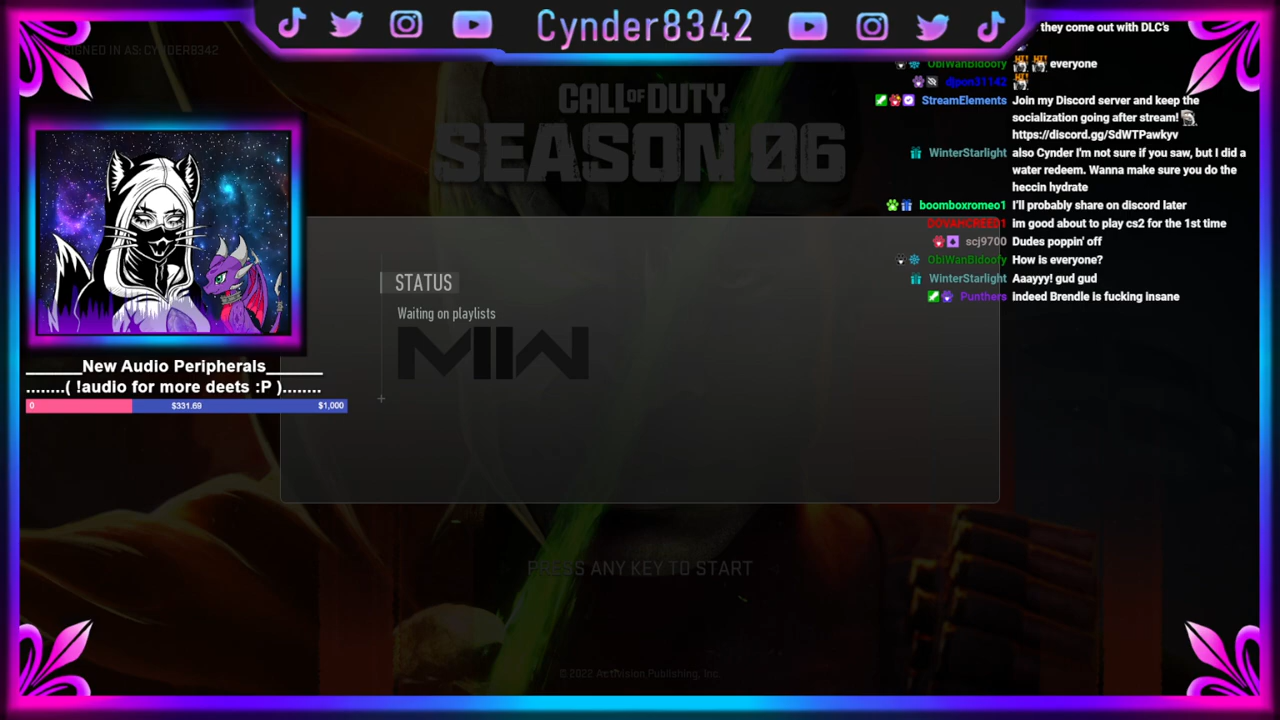 Cynder8342
SIGNED IN AS: CYNDER8342
they come out with DLC's
ObiWanBidoofy everyone
djpon31142
StreamElements Join my Discord server and keep the
socialization going after stream!
https://discord.gg/SdWTPawkyv
WinterStarlight also Cynder I'm not sure if you saw, but I did a
water redeem. Wanna make sure you do the
heccin hydrate
boomboxromeo1 I'll probably share on discord later
im good about to play cs2 for the 1st time
scj9700 Dudes poppin' off
ObiWanBidoofy How is everyone?
WinterStarlight Aaayyy! gud gud
Punthers indeed Brendle is fucking insane
CALL OF DUTY
SEASON 06
STATUS
Waiting on playlists
MW
______New Audio Peripherals______
........( !audio for more deets :P )........
0 $331.69 $1,000
PRESS ANY KEY TO START
© 2022 Activision Publishing, Inc.